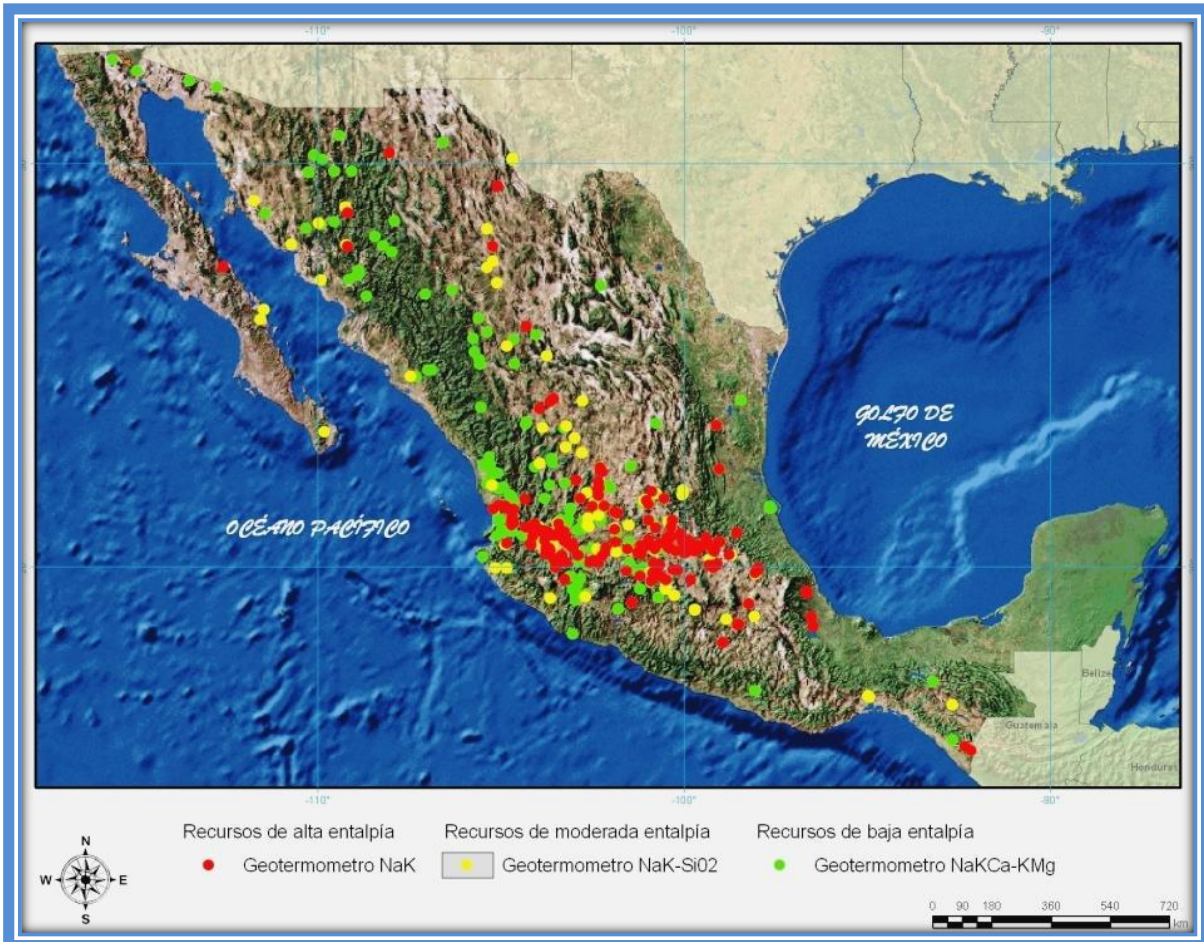 -110°
-100°
-90°
GOLFO DE
MÉXICO
OCÉANO PACÍFICO
Belize
Guatemala
Honduras
-110°
-100°
-90°
Recursos de alta entalpía
Recursos de moderada entalpía
Recursos de baja entalpía
Geotermometro NaK
Geotermometro NaK-Si02
Geotermometro NaKCa-KMg
N
W
E
S
0 90 180 360 540 720
km